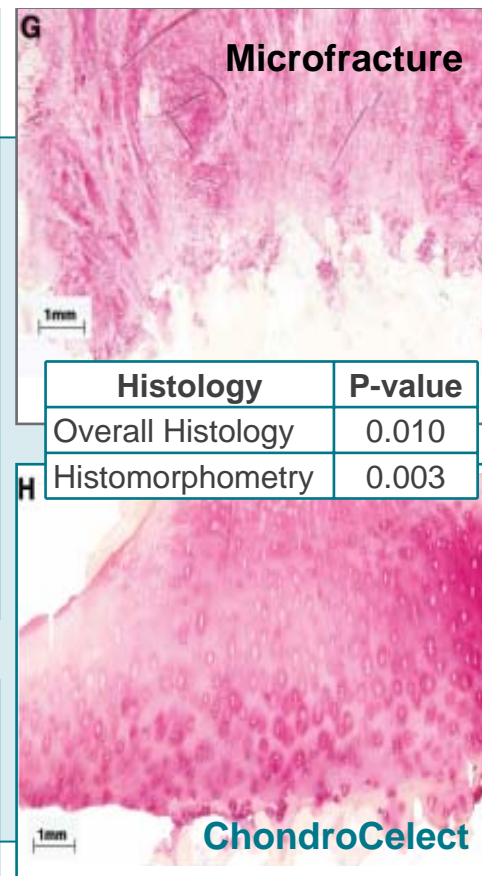 G
Microfracture
1mm
Histology P-value
Overall Histology 0.010
Histomorphometry 0.003
H
1mm
ChondroCelect